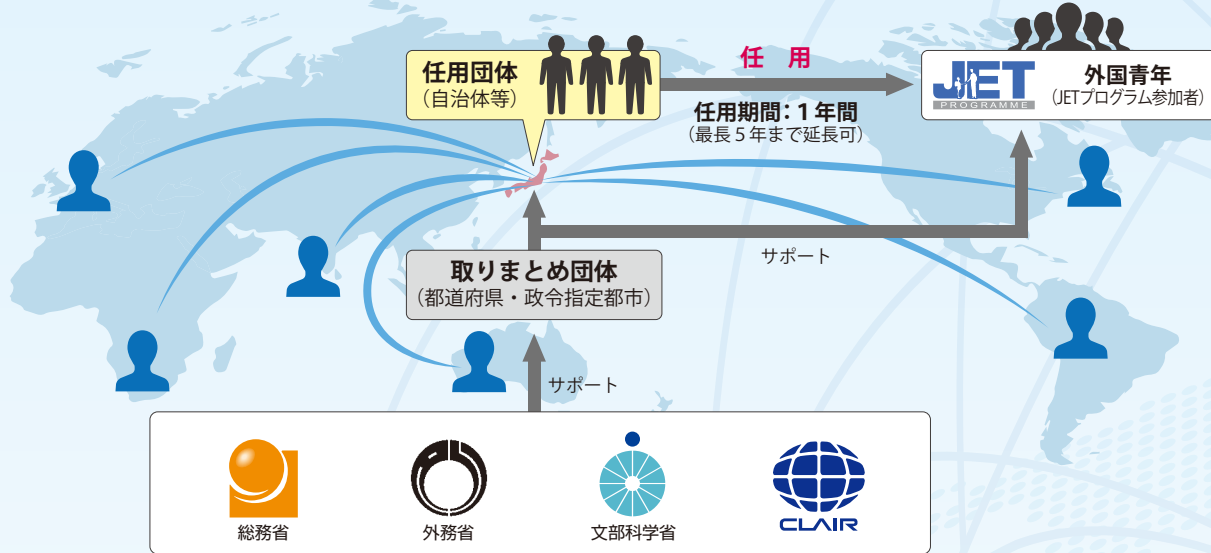 任用団体
（自治体等）
任 用
任用期間：1年間
（最長５年まで延長可）
JET
PROGRAMME
外国青年
（JETプログラム参加者）
サポート
取りまとめ団体
（都道府県・政令指定都市）
サポート
総務省
外務省
文部科学省
CLAIR